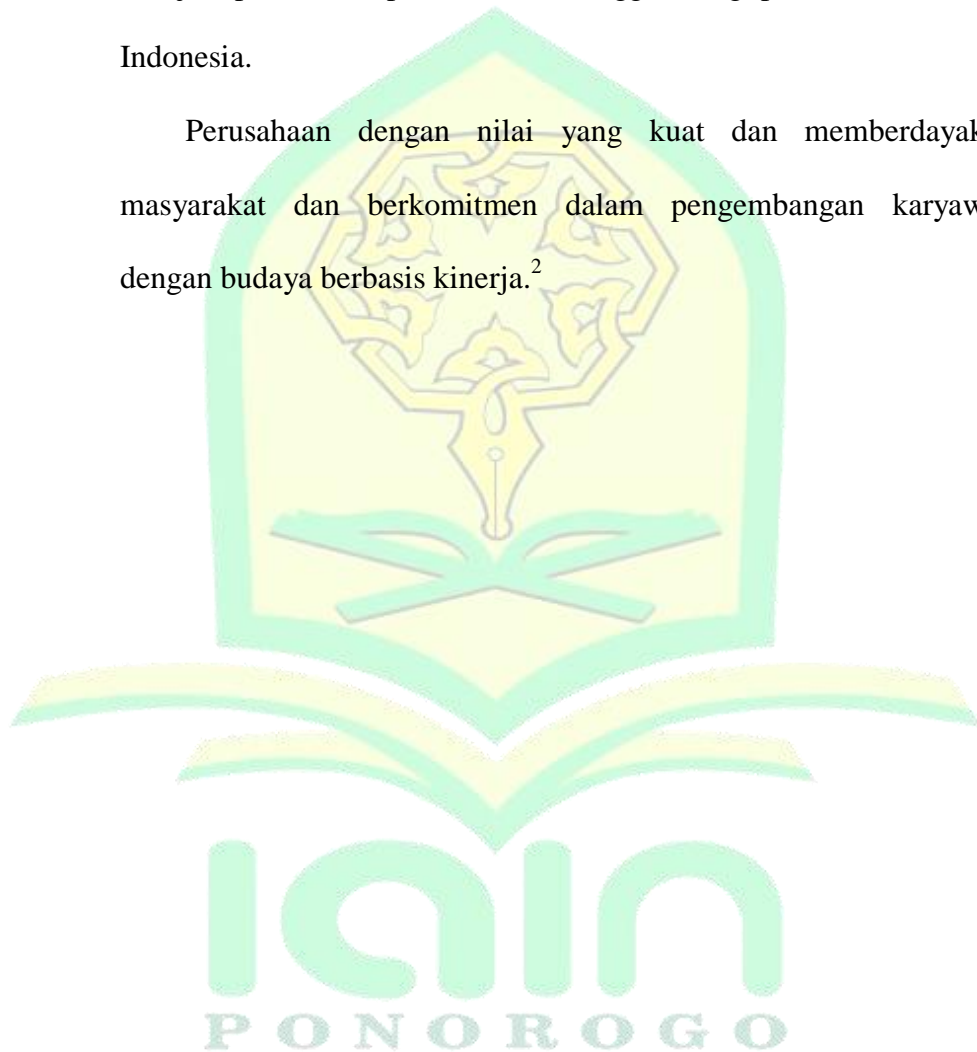 Indonesia.
Perusahaan dengan nilai yang kuat dan memberdayak
masyarakat dan berkomitmen dalam pengembangan karyaw
dengan budaya berbasis kinerja.2
iain
PONOROGO